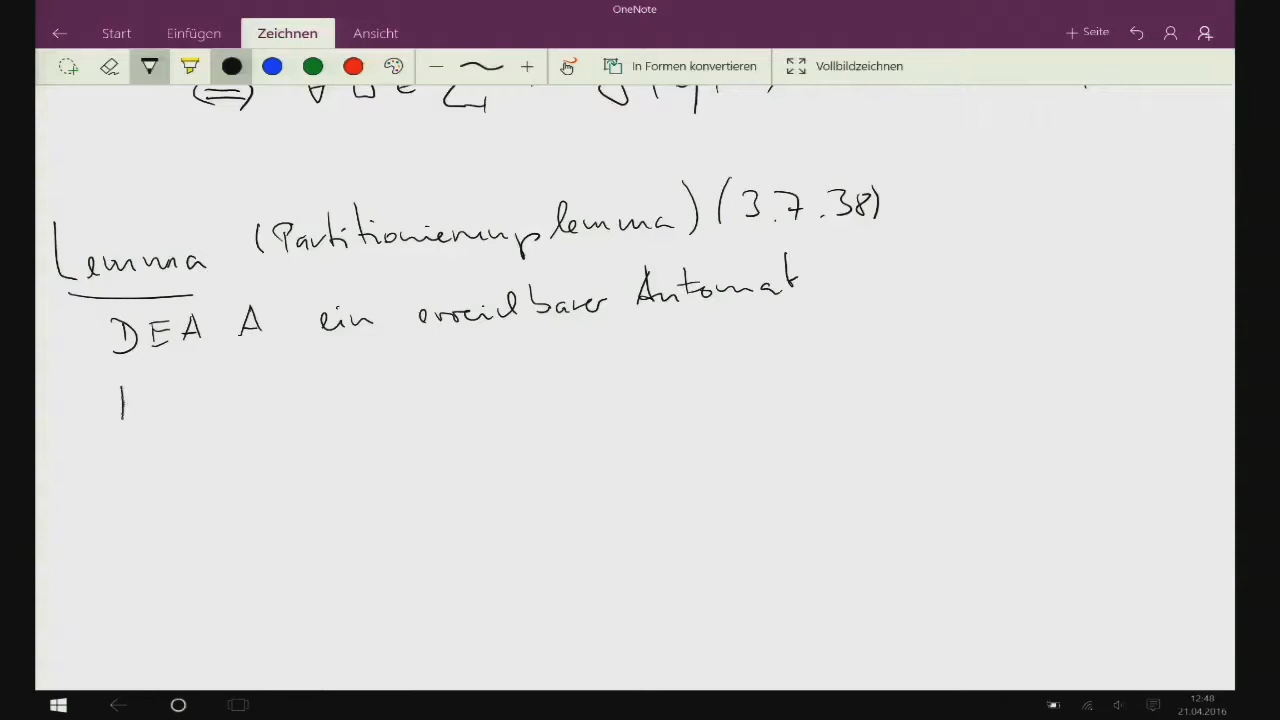 OneNote
Start Einfügen Zeichnen Ansicht
+ Seite
In Formen konvertieren
Vollbildzeichnen
⟺ ∀ w ∈ Σ
Lemma (Partitionierungslemma) (3.7.38)
DEA A ein erreichbarer Automat
12:48
21.04.2016